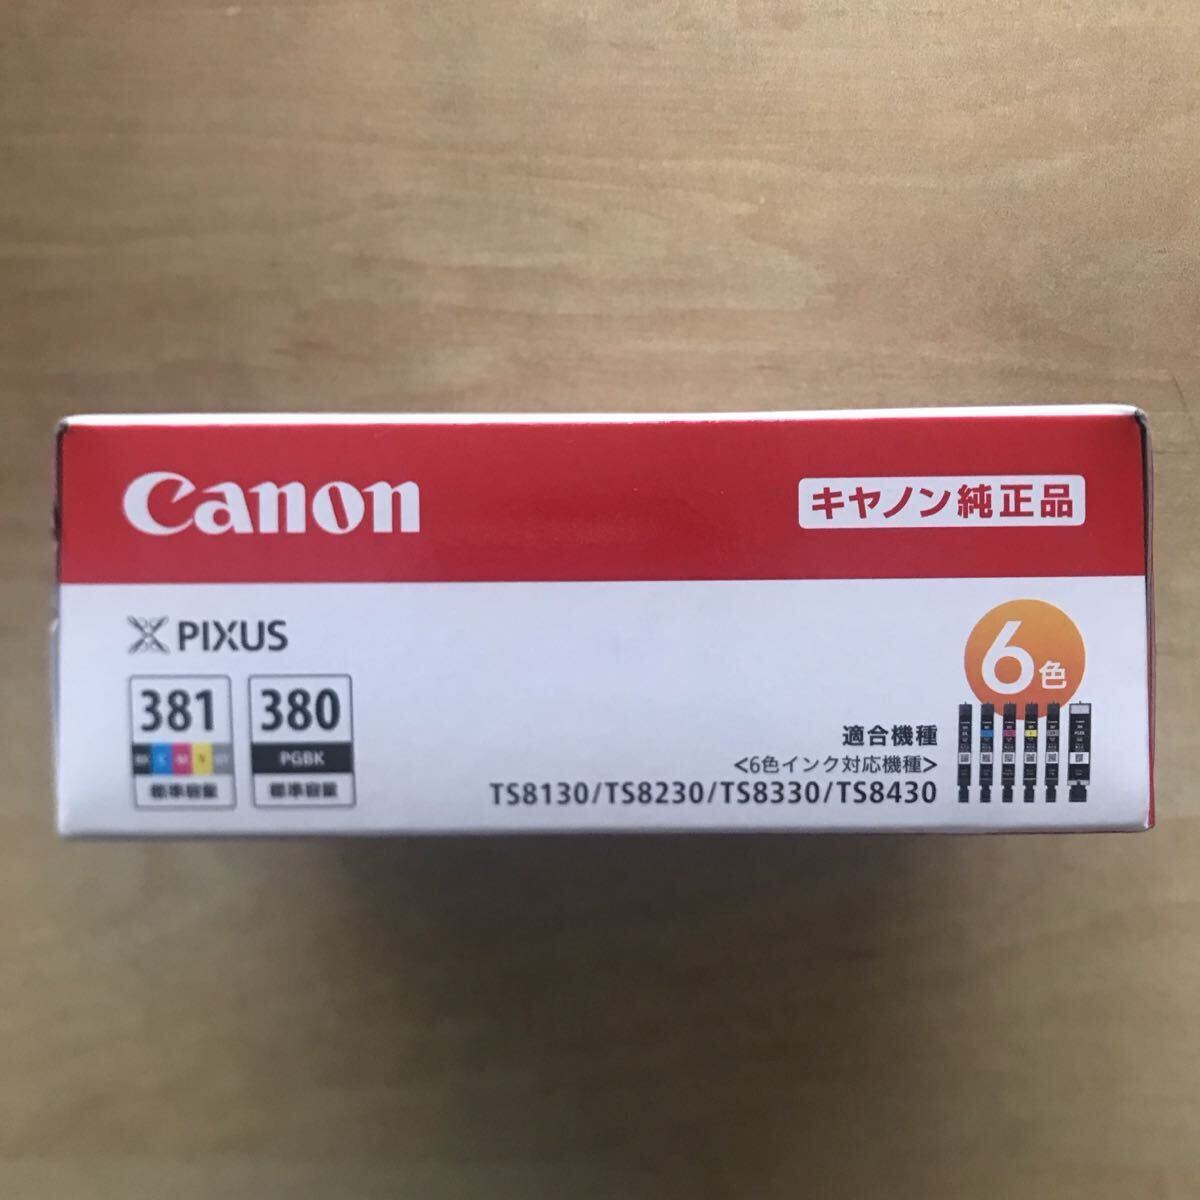 Canon
キヤノン純正品
PIXUS
6色
381
380
BK C M Y GY
PGBK
標準容量
標準容量
適合機種
<6色インク対応機種>
TS8130/TS8230/TS8330/TS8430